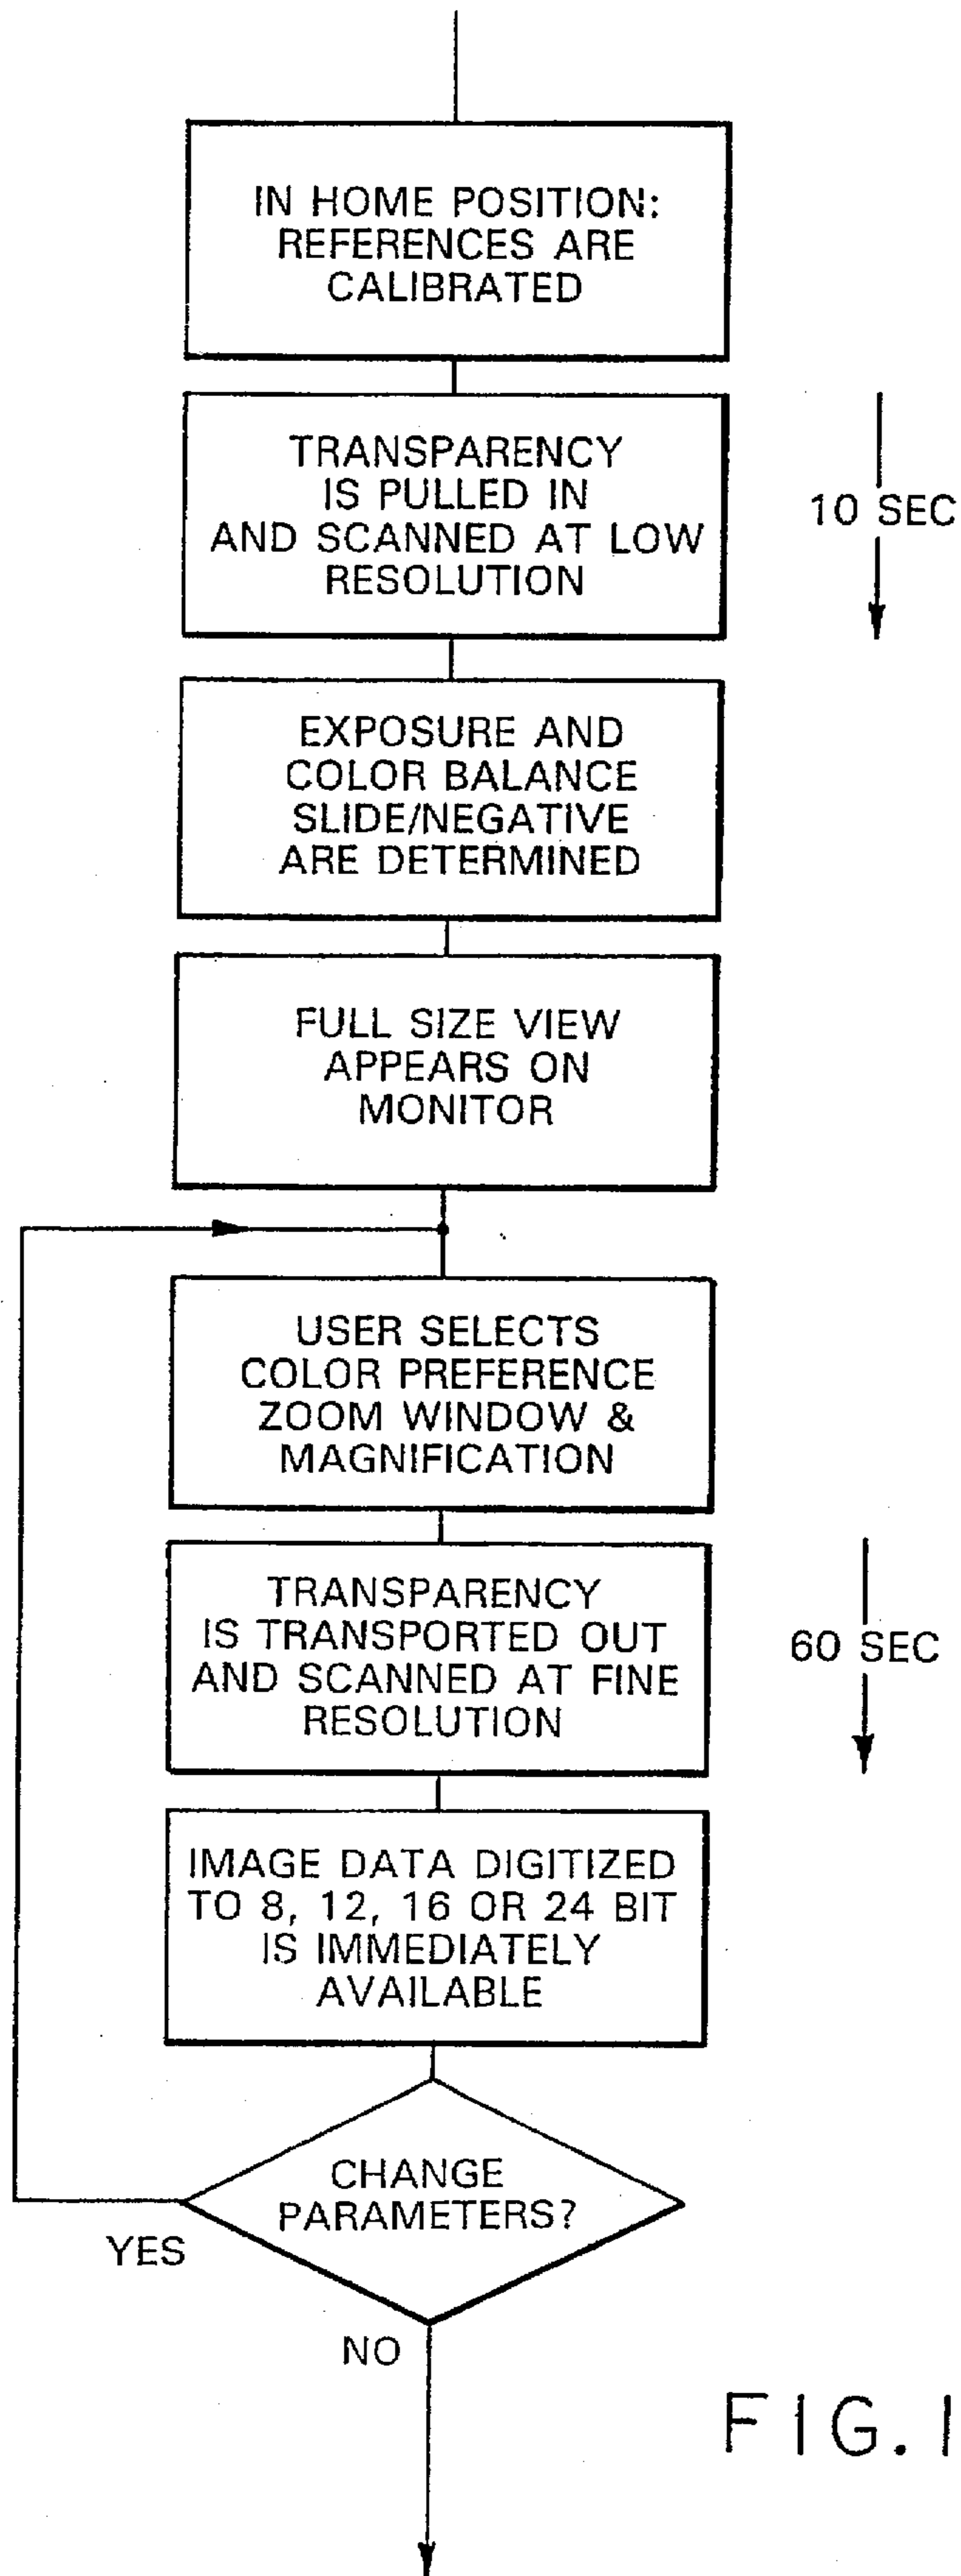 IN HOME POSITION:
REFERENCES ARE
CALIBRATED
TRANSPARENCY
IS PULLED IN
AND SCANNED AT LOW
RESOLUTION
10 SEC
EXPOSURE AND
COLOR BALANCE
SLIDE/NEGATIVE
ARE DETERMINED
FULL SIZE VIEW
APPEARS ON
MONITOR
USER SELECTS
COLOR PREFERENCE
ZOOM WINDOW &
MAGNIFICATION
TRANSPARENCY
IS TRANSPORTED OUT
AND SCANNED AT FINE
RESOLUTION
60 SEC
IMAGE DATA DIGITIZED
TO 8, 12, 16 OR 24 BIT
IS IMMEDIATELY
AVAILABLE
CHANGE
PARAMETERS?
YES
NO
FIG. 1